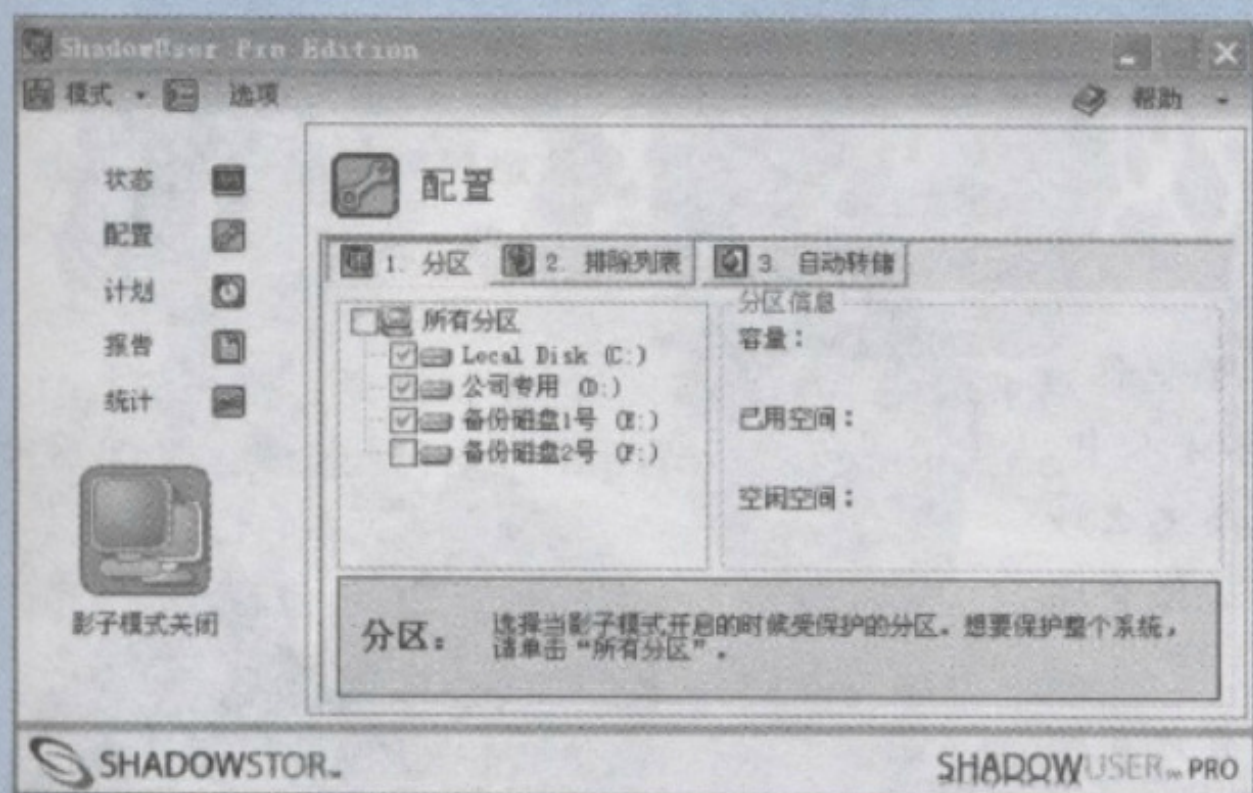 ShadowUser Pro Edition
模式 选项 帮助
状态
配置
计划
报告
统计
影子模式关闭
配置
1. 分区 2. 排除列表 3. 自动转储
所有分区
Local Disk (C:)
公司专用 (D:)
备份磁盘1号 (E:)
备份磁盘2号 (F:)
分区信息
容量：
已用空间：
空闲空间：
分区： 选择当影子模式开启的时候受保护的分区。想要保护整个系统，
请单击“所有分区”。
SHADOWSTOR
SHADOWUSER PRO